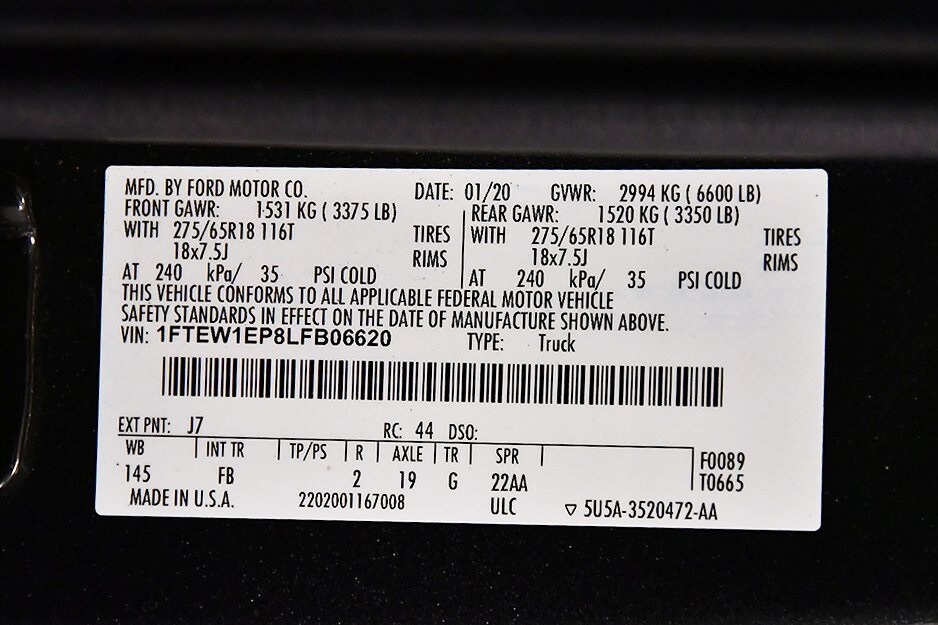 MFD. BY FORD MOTOR CO. DATE: 01/20 GVWR: 2994 KG ( 6600 LB)
FRONT GAWR: 1531 KG ( 3375 LB) REAR GAWR: 1520 KG ( 3350 LB)
WITH 275/65R18 116T TIRES WITH 275/65R18 116T TIRES
18x7.5J RIMS 18x7.5J RIMS
AT 240 kPa/ 35 PSI COLD AT 240 kPa/ 35 PSI COLD
THIS VEHICLE CONFORMS TO ALL APPLICABLE FEDERAL MOTOR VEHICLE
SAFETY STANDARDS IN EFFECT ON THE DATE OF MANUFACTURE SHOWN ABOVE.
VIN: 1FTEW1EP8LFB06620 TYPE: Truck
EXT PNT: J7 RC: 44 DSO:
WB INT TR TP/PS R AXLE TR SPR F0089
145 FB 2 19 G 22AA T0665
MADE IN U.S.A. 2202001167008 ULC ▽ 5U5A-3520472-AA